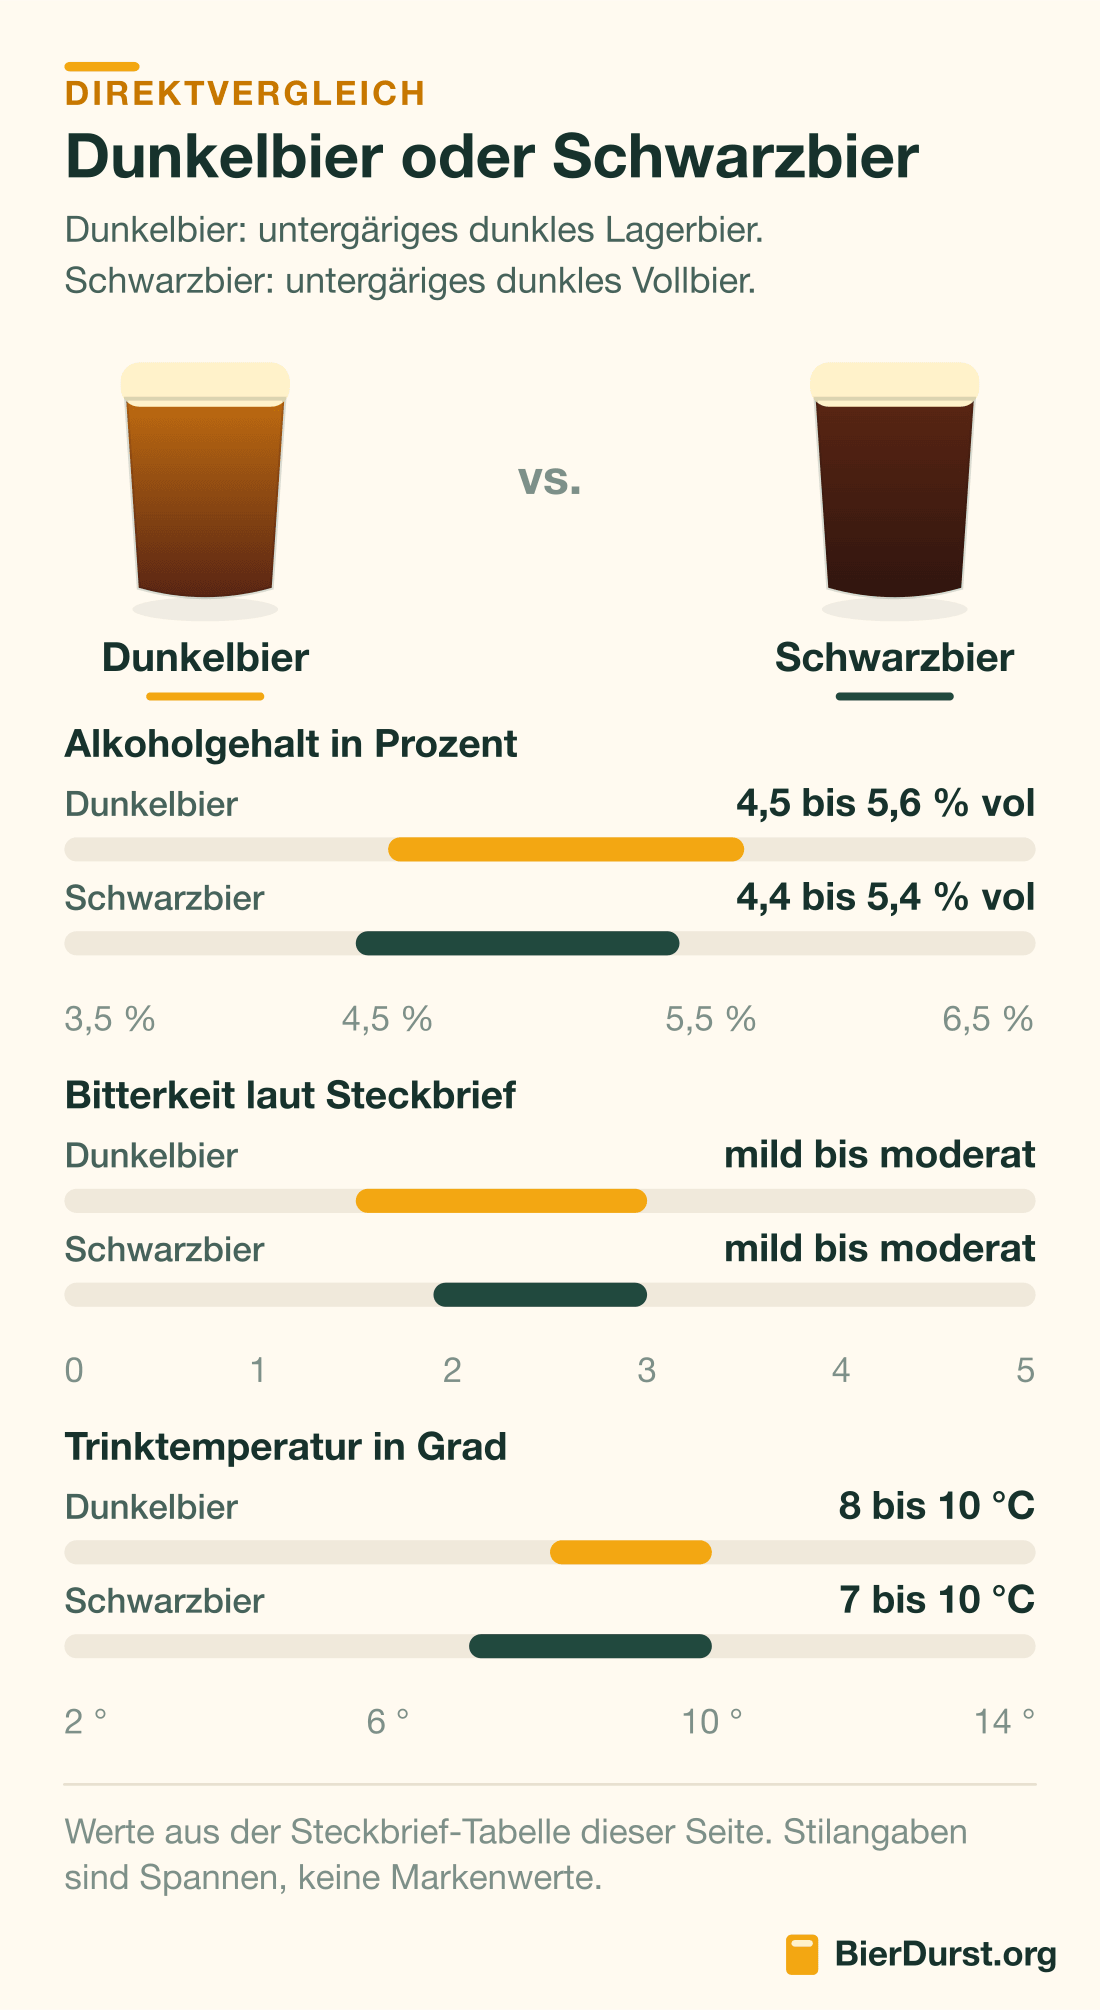 DIREKTVERGLEICH
Dunkelbier oder Schwarzbier
Dunkelbier: untergäriges dunkles Lagerbier.
Schwarzbier: untergäriges dunkles Vollbier.
vs.
Dunkelbier
Schwarzbier
Alkoholgehalt in Prozent
Dunkelbier 4,5 bis 5,6 % vol
Schwarzbier 4,4 bis 5,4 % vol
3,5 % 4,5 % 5,5 % 6,5 %
Bitterkeit laut Steckbrief
Dunkelbier mild bis moderat
Schwarzbier mild bis moderat
0 1 2 3 4 5
Trinktemperatur in Grad
Dunkelbier 8 bis 10 °C
Schwarzbier 7 bis 10 °C
2 ° 6 ° 10 ° 14 °
Werte aus der Steckbrief-Tabelle dieser Seite. Stilangaben
sind Spannen, keine Markenwerte.
BierDurst.org